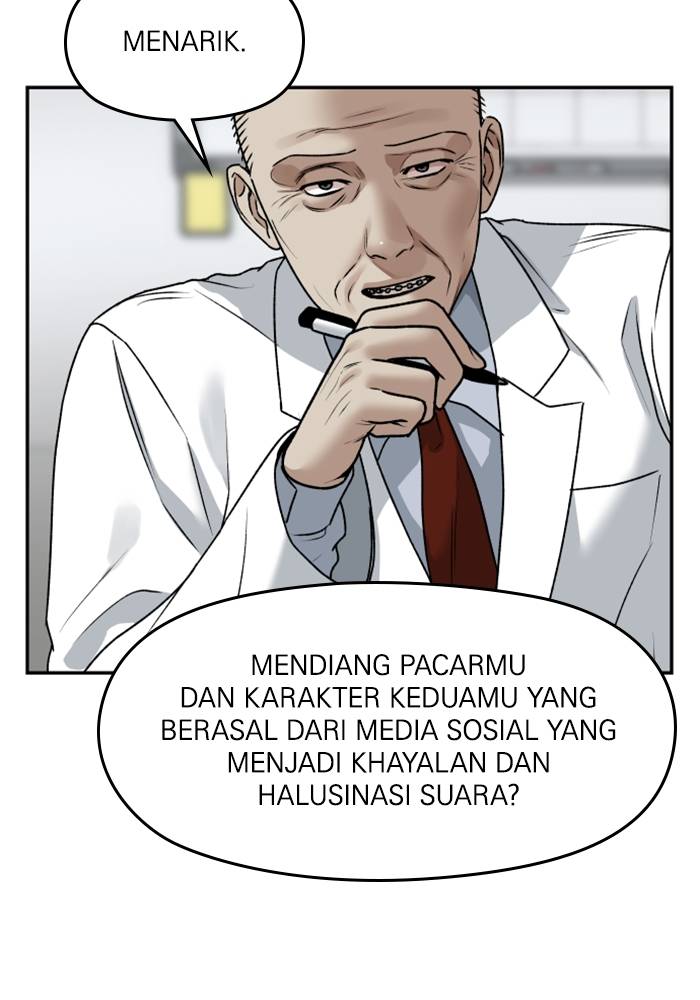 MENARIK.
MENDIANG PACARMU
DAN KARAKTER KEDUAMU YANG
BERASAL DARI MEDIA SOSIAL YANG
MENJADI KHAYALAN DAN
HALUSINASI SUARA?